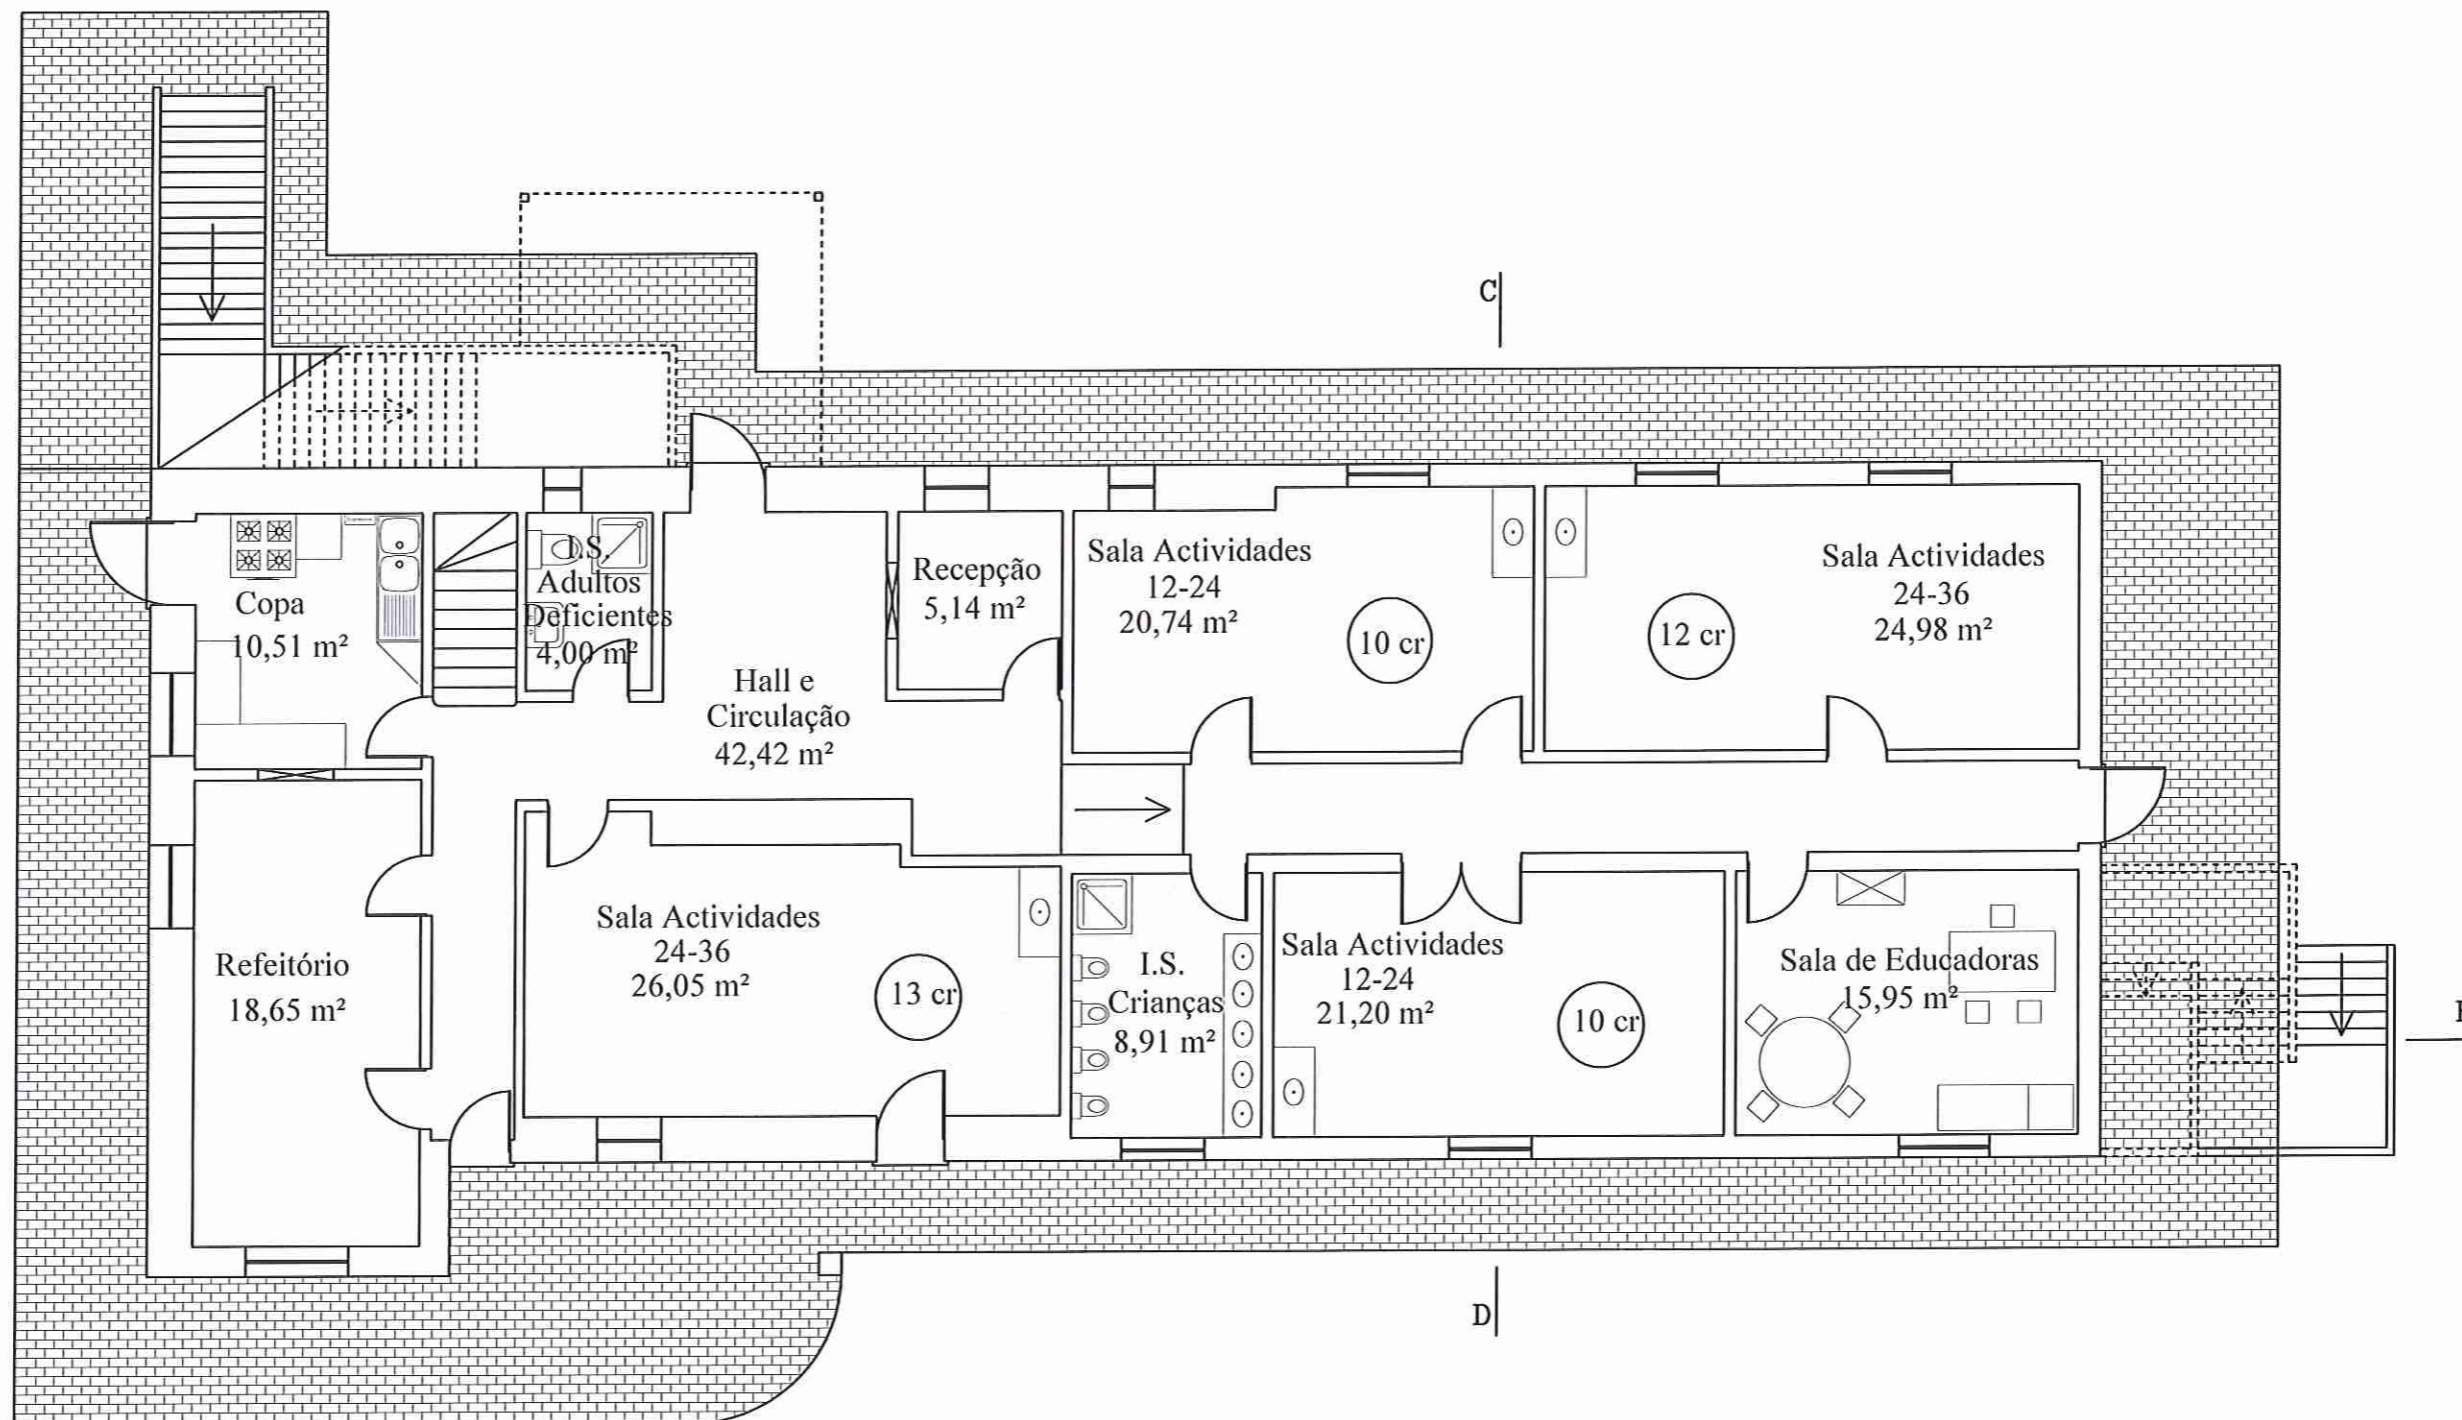 C
Copa
10,51 m²
I.S.
Adultos
Deficientes
4,00 m²
Hall e
Circulação
42,42 m²
Recepção
5,14 m²
Sala Actividades
12-24
20,74 m²
10 cr
12 cr
Sala Actividades
24-36
24,98 m²
Refeitório
18,65 m²
Sala Actividades
24-36
26,05 m²
13 cr
I.S.
Crianças
8,91 m²
Sala Actividades
12-24
21,20 m²
10 cr
Sala de Educadoras
15,95 m²
D